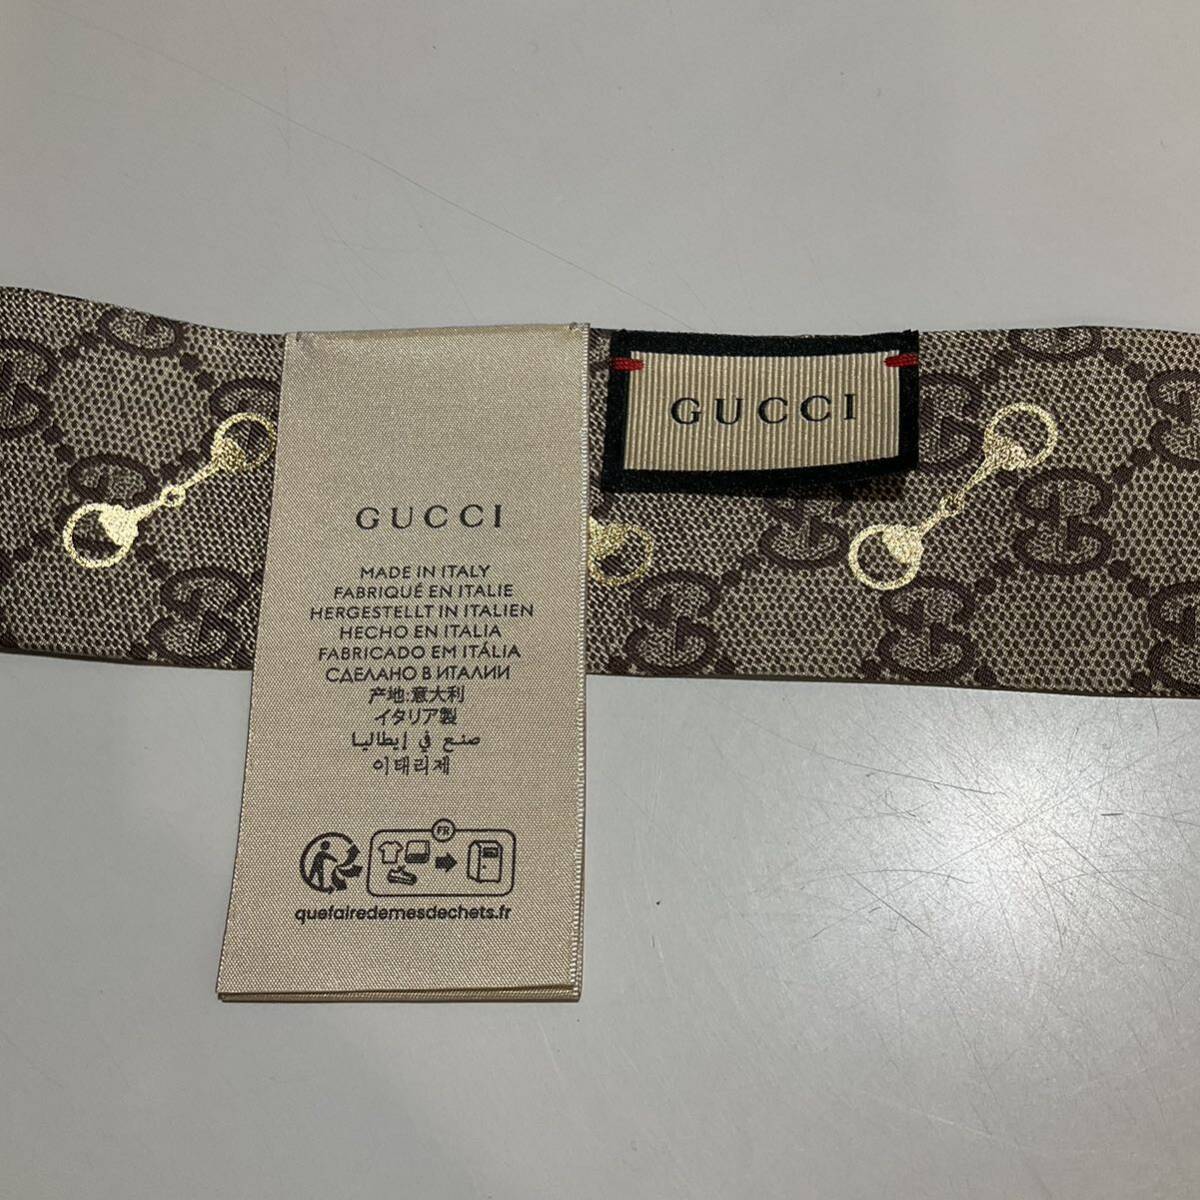 GUCCI
GUCCI
MADE IN ITALY
FABRIQUÉ EN ITALIE
HERGESTELLT IN ITALIEN
HECHO EN ITALIA
FABRICADO EM ITÁLIA
СДЕЛАНО В ИТАЛИИ
产地:意大利
イタリア製
صنع في إيطاليا
이태리제
FR
quefairedemesdechets.fr